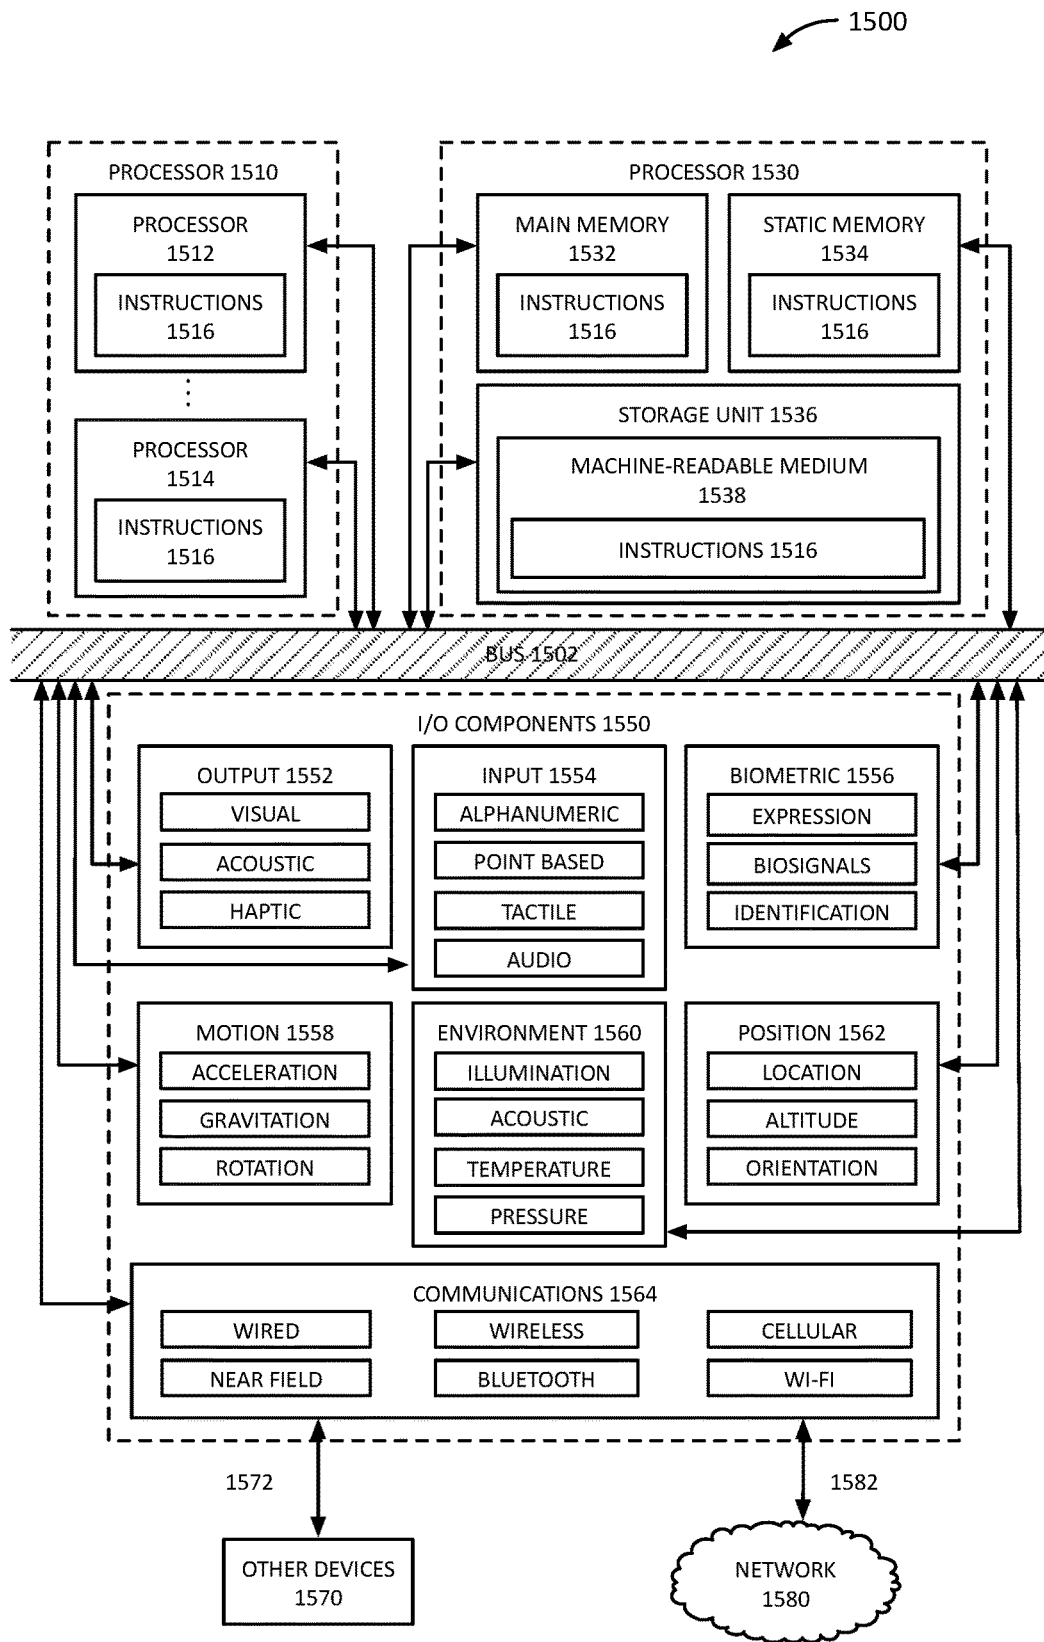 1500
PROCESSOR 1510
PROCESSOR
1512
INSTRUCTIONS
1516
PROCESSOR
1514
INSTRUCTIONS
1516
PROCESSOR 1530
MAIN MEMORY
1532
INSTRUCTIONS
1516
STATIC MEMORY
1534
INSTRUCTIONS
1516
STORAGE UNIT 1536
MACHINE-READABLE MEDIUM
1538
INSTRUCTIONS 1516
BUS 1502
I/O COMPONENTS 1550
OUTPUT 1552
VISUAL
ACOUSTIC
HAPTIC
INPUT 1554
ALPHANUMERIC
POINT BASED
TACTILE
AUDIO
BIOMETRIC 1556
EXPRESSION
BIOSIGNALS
IDENTIFICATION
MOTION 1558
ACCELERATION
GRAVITATION
ROTATION
ENVIRONMENT 1560
ILLUMINATION
ACOUSTIC
TEMPERATURE
PRESSURE
POSITION 1562
LOCATION
ALTITUDE
ORIENTATION
COMMUNICATIONS 1564
WIRED
WIRELESS
CELLULAR
NEAR FIELD
BLUETOOTH
WI-FI
1572
1582
OTHER DEVICES
1570
NETWORK
1580